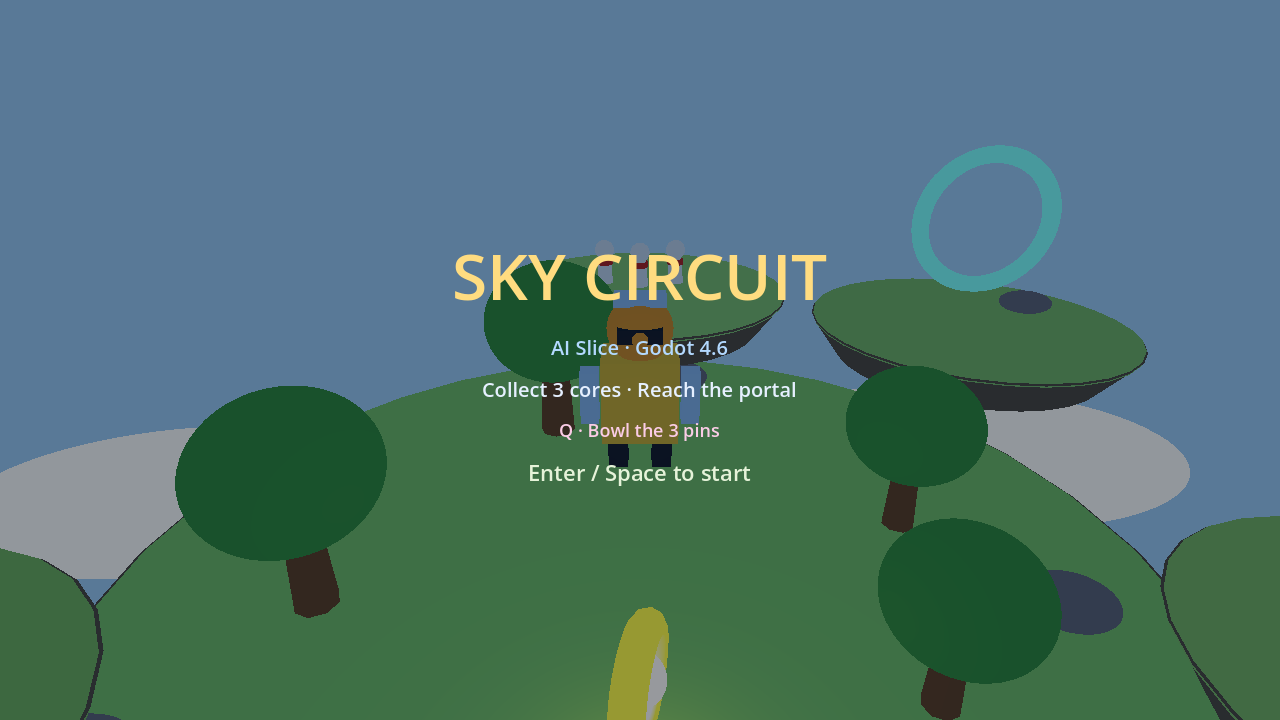 SKY CIRCUIT
AI Slice · Godot 4.6
Collect 3 cores · Reach the portal
Q · Bowl the 3 pins
Enter / Space to start